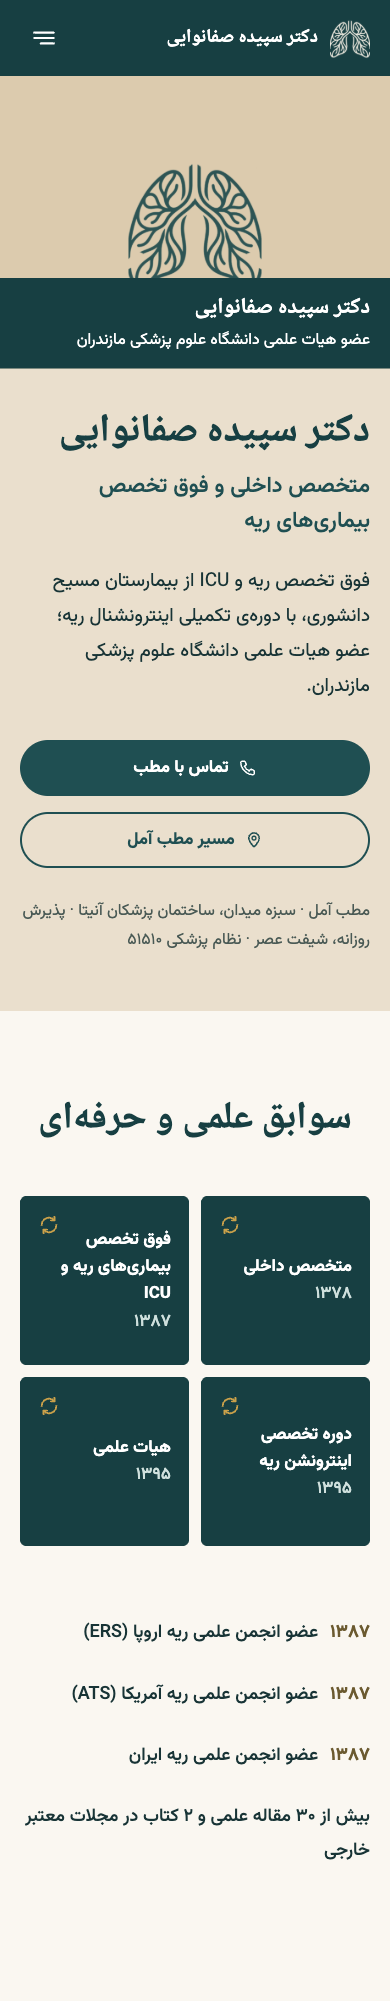 دکتر سپیده صفانوایی
دکتر سپیده صفانوایی
عضو هیات علمی دانشگاه علوم پزشکی مازندران
دکتر سپیده صفانوایی
متخصص داخلی و فوق تخصص
بیماری‌های ریه
فوق تخصص ریه و ICU از بیمارستان مسیح
دانشوری، با دوره‌ی تکمیلی اینترونشنال ریه؛
عضو هیات علمی دانشگاه علوم پزشکی
مازندران.
تماس با مطب
مسیر مطب آمل
مطب آمل · سبزه میدان، ساختمان پزشکان آنیتا · پذیرش
روزانه، شیفت عصر · نظام پزشکی ۵۱۵۱۰
سوابق علمی و حرفه‌ای
متخصص داخلی
۱۳۷۸
فوق تخصص
بیماری‌های ریه و
ICU
۱۳۸۷
دوره تخصصی
اینترونشن ریه
۱۳۹۵
هیات علمی
۱۳۹۵
۱۳۸۷ عضو انجمن علمی ریه اروپا (ERS)
۱۳۸۷ عضو انجمن علمی ریه آمریکا (ATS)
۱۳۸۷ عضو انجمن علمی ریه ایران
بیش از ۳۰ مقاله علمی و ۲ کتاب در مجلات معتبر
خارجی